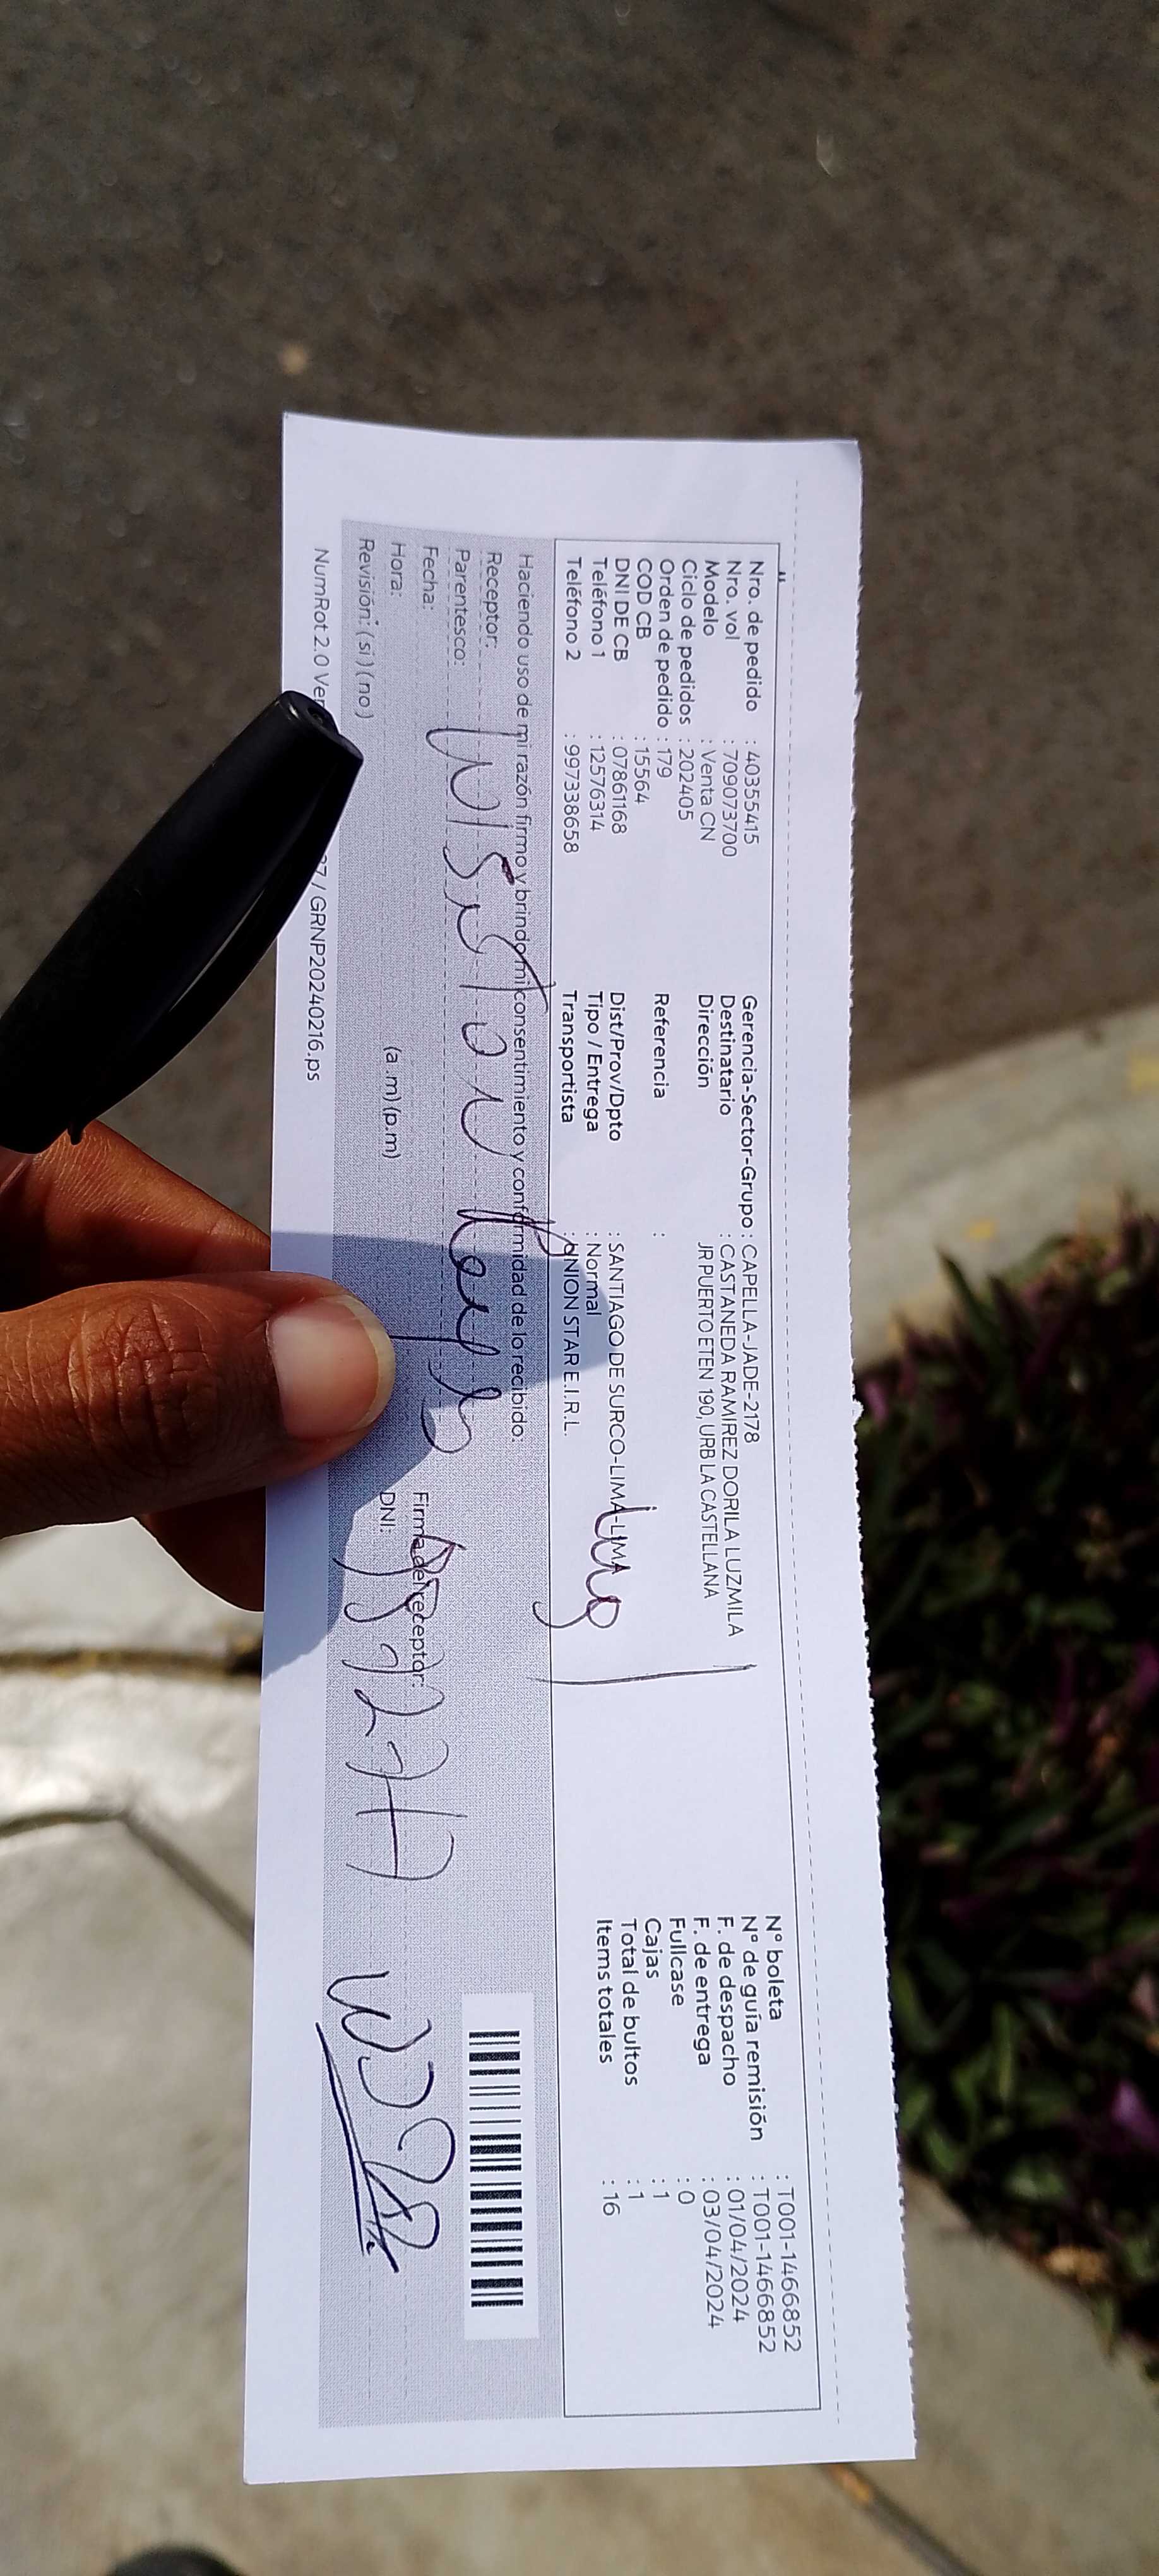 Nro. de pedido : 40355415
Nro. vol : 709073700
Modelo : Venta CN
Ciclo de pedidos : 202405
Orden de pedido : 179
COD CB : 15564
DNI DE CB : 07861168
Teléfono 1 : 12576314
Teléfono 2 : 997338658
Gerencia-Sector-Grupo : CAPELLA-JADE-2178
Destinatario : CASTANEDA RAMIREZ DORILA LUZMILA
Dirección JR PUERTO ETEN 190, URB LA CASTELLANA
Referencia :
Dist/Prov/Dpto : SANTIAGO DE SURCO-LIMA-LIMA
Tipo / Entrega : Normal
Transportista : UNION STAR E.I.R.L.
N° boleta : T001-1466852
N° de guía remisión : T001-1466852
F. de despacho : 01/04/2024
F. de entrega : 03/04/2024
Fullcase : 0
Cajas : 1
Total de bultos : 1
Items totales : 16
Haciendo uso de mi razón firmo y brindo mi consentimiento y conformidad de lo recibido:
Receptor:
Parentesco:
Fecha:
Hora: (a.m) (p.m)
Revisión: (si) (no)
Firma del receptor:
DNI:
NumRot 2.0 / GRNP20240216.ps